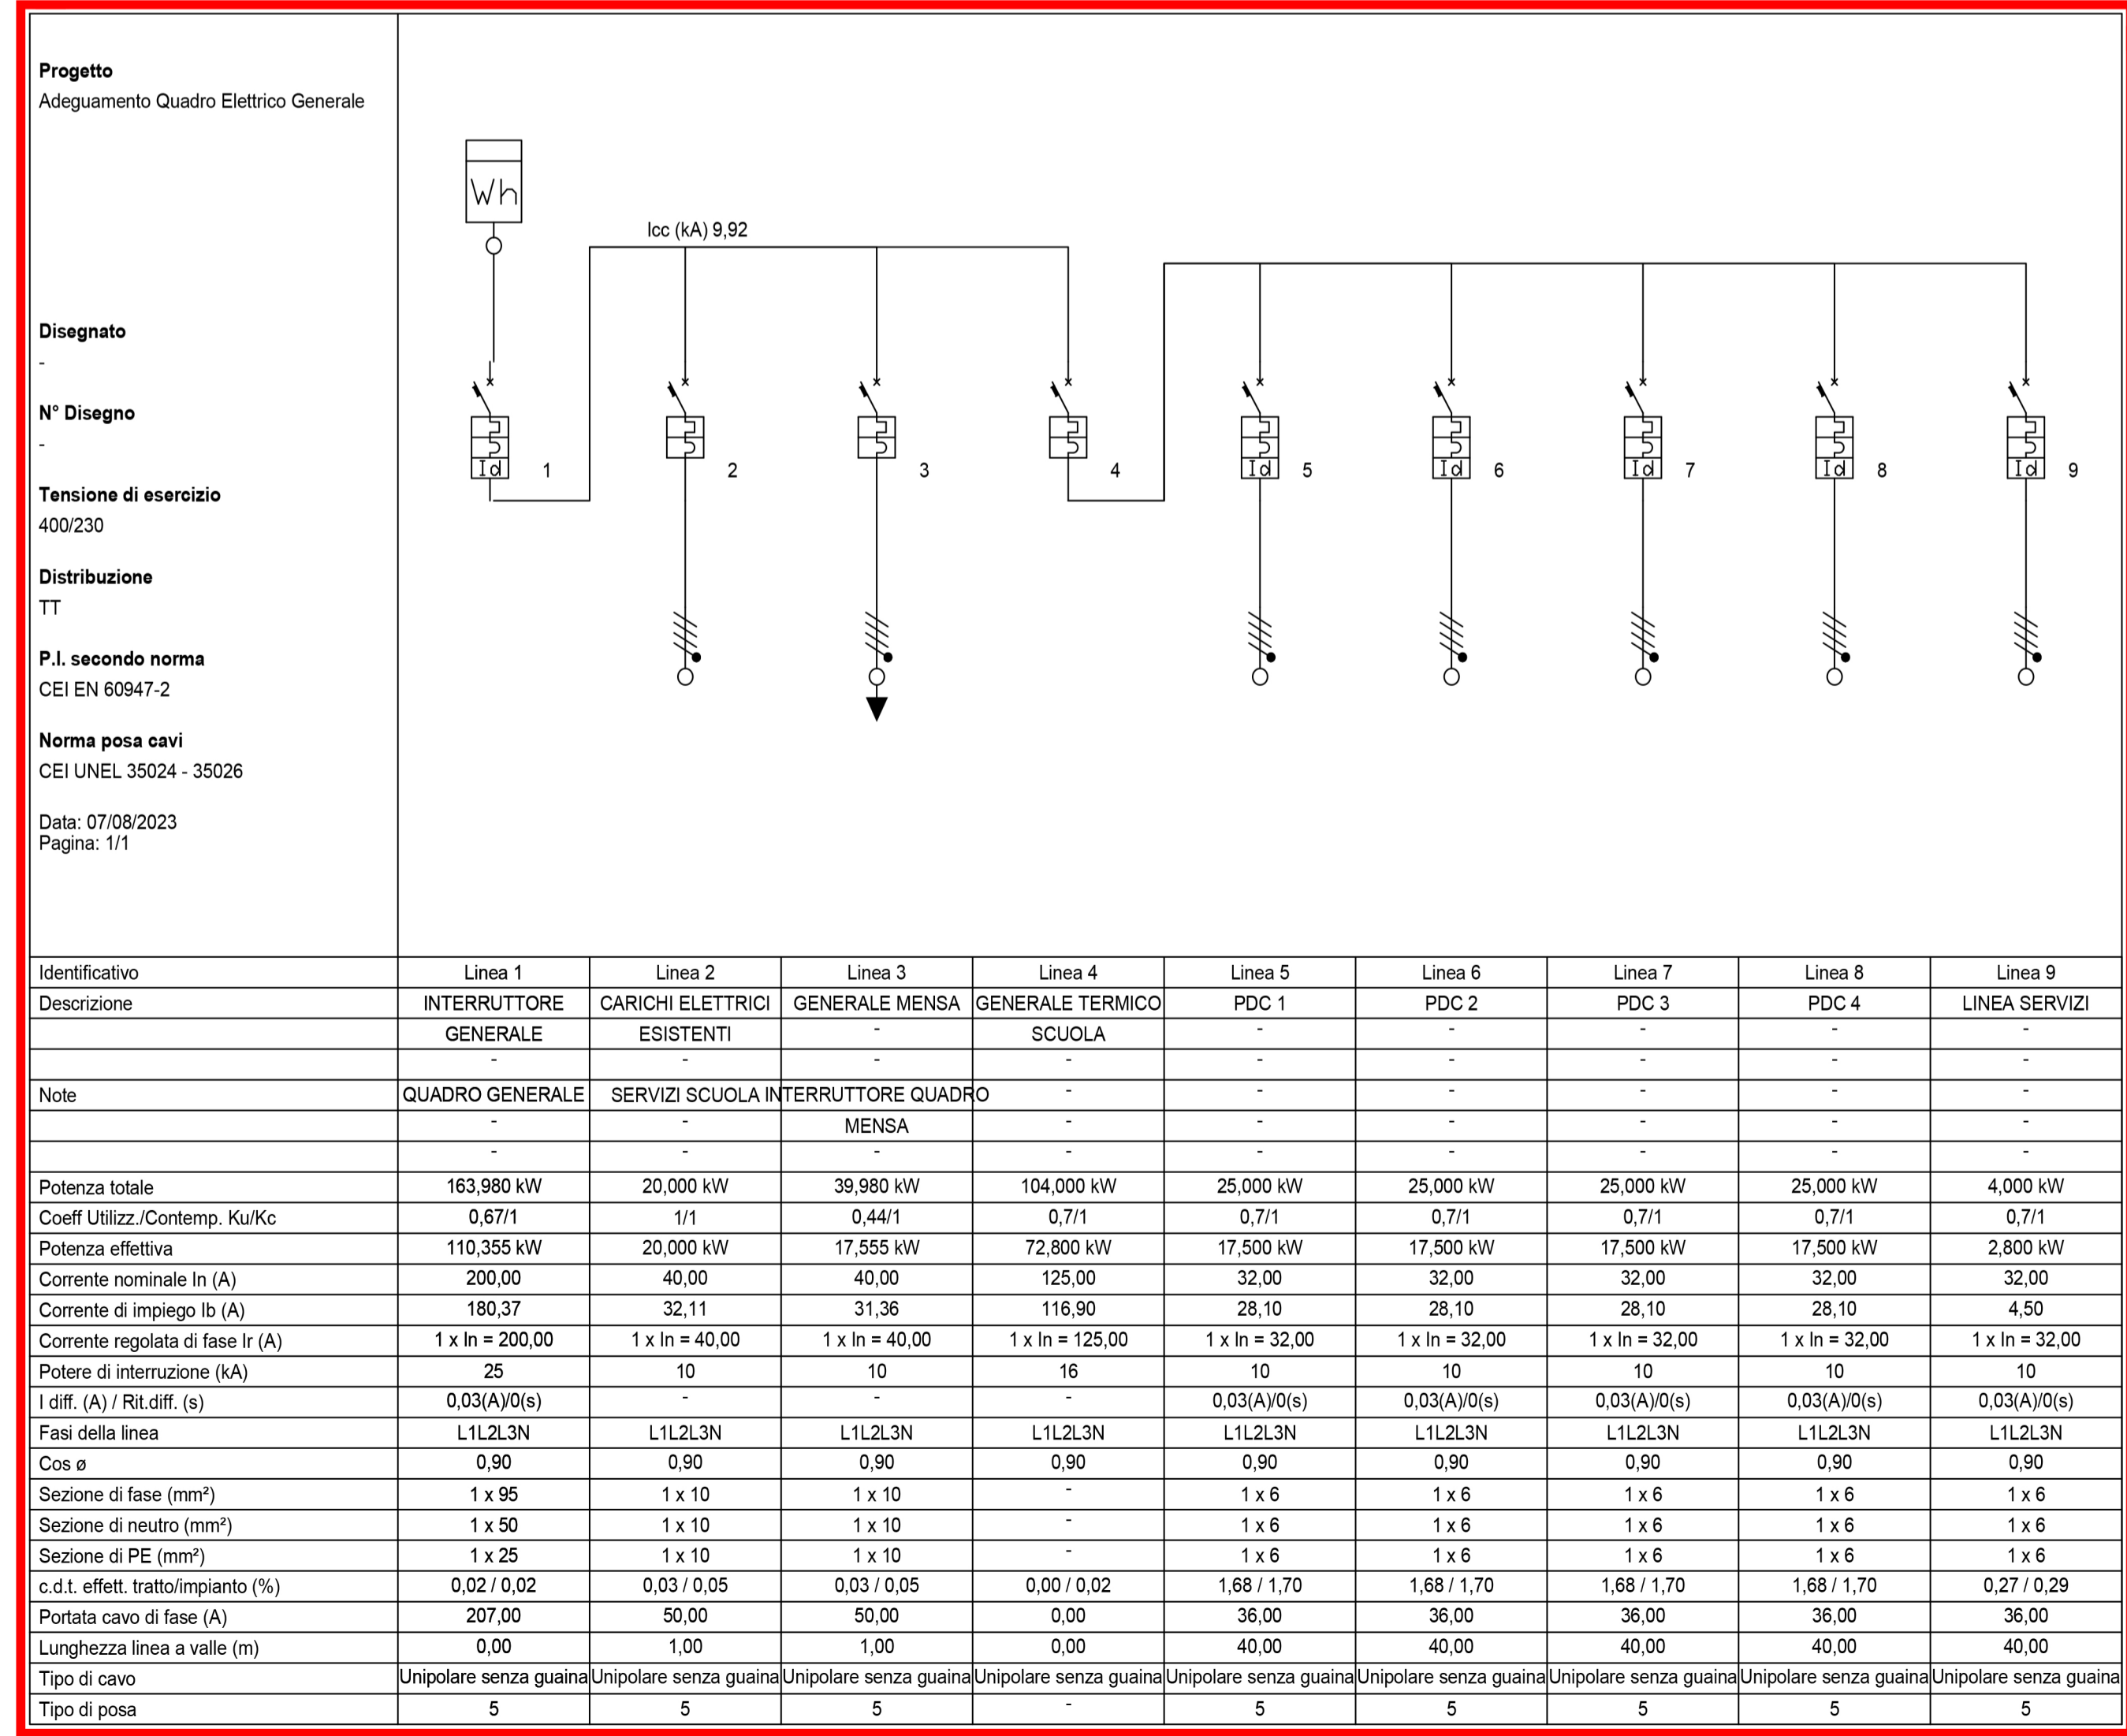 Progetto
Adeguamento Quadro Elettrico Generale
Disegnato
-
N° Disegno
-
Tensione di esercizio
400/230
Distribuzione
TT
P.I. secondo norma
CEI EN 60947-2
Norma posa cavi
CEI UNEL 35024 - 35026
Data: 07/08/2023
Pagina: 1/1
Wh
Icc (kA) 9,92
Id 1 2 3 4 Id 5 Id 6 Id 7 Id 8 Id 9
Identificativo Linea 1 Linea 2 Linea 3 Linea 4 Linea 5 Linea 6 Linea 7 Linea 8 Linea 9
Descrizione INTERRUTTORE CARICHI ELETTRICI GENERALE MENSA GENERALE TERMICO PDC 1 PDC 2 PDC 3 PDC 4 LINEA SERVIZI
GENERALE ESISTENTI - SCUOLA - - - - -
- - - - - - - - -
Note QUADRO GENERALE SERVIZI SCUOLA INTERRUTTORE QUADRO - - - - - -
- - MENSA - - - - - -
- - - - - - - - -
Potenza totale 163,980 kW 20,000 kW 39,980 kW 104,000 kW 25,000 kW 25,000 kW 25,000 kW 25,000 kW 4,000 kW
Coeff Utilizz./Contemp. Ku/Kc 0,67/1 1/1 0,44/1 0,7/1 0,7/1 0,7/1 0,7/1 0,7/1 0,7/1
Potenza effettiva 110,355 kW 20,000 kW 17,555 kW 72,800 kW 17,500 kW 17,500 kW 17,500 kW 17,500 kW 2,800 kW
Corrente nominale In (A) 200,00 40,00 40,00 125,00 32,00 32,00 32,00 32,00 32,00
Corrente di impiego Ib (A) 180,37 32,11 31,36 116,90 28,10 28,10 28,10 28,10 4,50
Corrente regolata di fase Ir (A) 1 x In = 200,00 1 x In = 40,00 1 x In = 40,00 1 x In = 125,00 1 x In = 32,00 1 x In = 32,00 1 x In = 32,00 1 x In = 32,00 1 x In = 32,00
Potere di interruzione (kA) 25 10 10 16 10 10 10 10 10
I diff. (A) / Rit.diff. (s) 0,03(A)/0(s) - - - 0,03(A)/0(s) 0,03(A)/0(s) 0,03(A)/0(s) 0,03(A)/0(s) 0,03(A)/0(s)
Fasi della linea L1L2L3N L1L2L3N L1L2L3N L1L2L3N L1L2L3N L1L2L3N L1L2L3N L1L2L3N L1L2L3N
Cos ø 0,90 0,90 0,90 0,90 0,90 0,90 0,90 0,90 0,90
Sezione di fase (mm²) 1 x 95 1 x 10 1 x 10 - 1 x 6 1 x 6 1 x 6 1 x 6 1 x 6
Sezione di neutro (mm²) 1 x 50 1 x 10 1 x 10 - 1 x 6 1 x 6 1 x 6 1 x 6 1 x 6
Sezione di PE (mm²) 1 x 25 1 x 10 1 x 10 - 1 x 6 1 x 6 1 x 6 1 x 6 1 x 6
c.d.t. effett. tratto/impianto (%) 0,02 / 0,02 0,03 / 0,05 0,03 / 0,05 0,00 / 0,02 1,68 / 1,70 1,68 / 1,70 1,68 / 1,70 1,68 / 1,70 0,27 / 0,29
Portata cavo di fase (A) 207,00 50,00 50,00 0,00 36,00 36,00 36,00 36,00 36,00
Lunghezza linea a valle (m) 0,00 1,00 1,00 0,00 40,00 40,00 40,00 40,00 40,00
Tipo di cavo Unipolare senza guaina Unipolare senza guaina Unipolare senza guaina Unipolare senza guaina Unipolare senza guaina Unipolare senza guaina Unipolare senza guaina Unipolare senza guaina Unipolare senza guaina
Tipo di posa 5 5 5 - 5 5 5 5 5